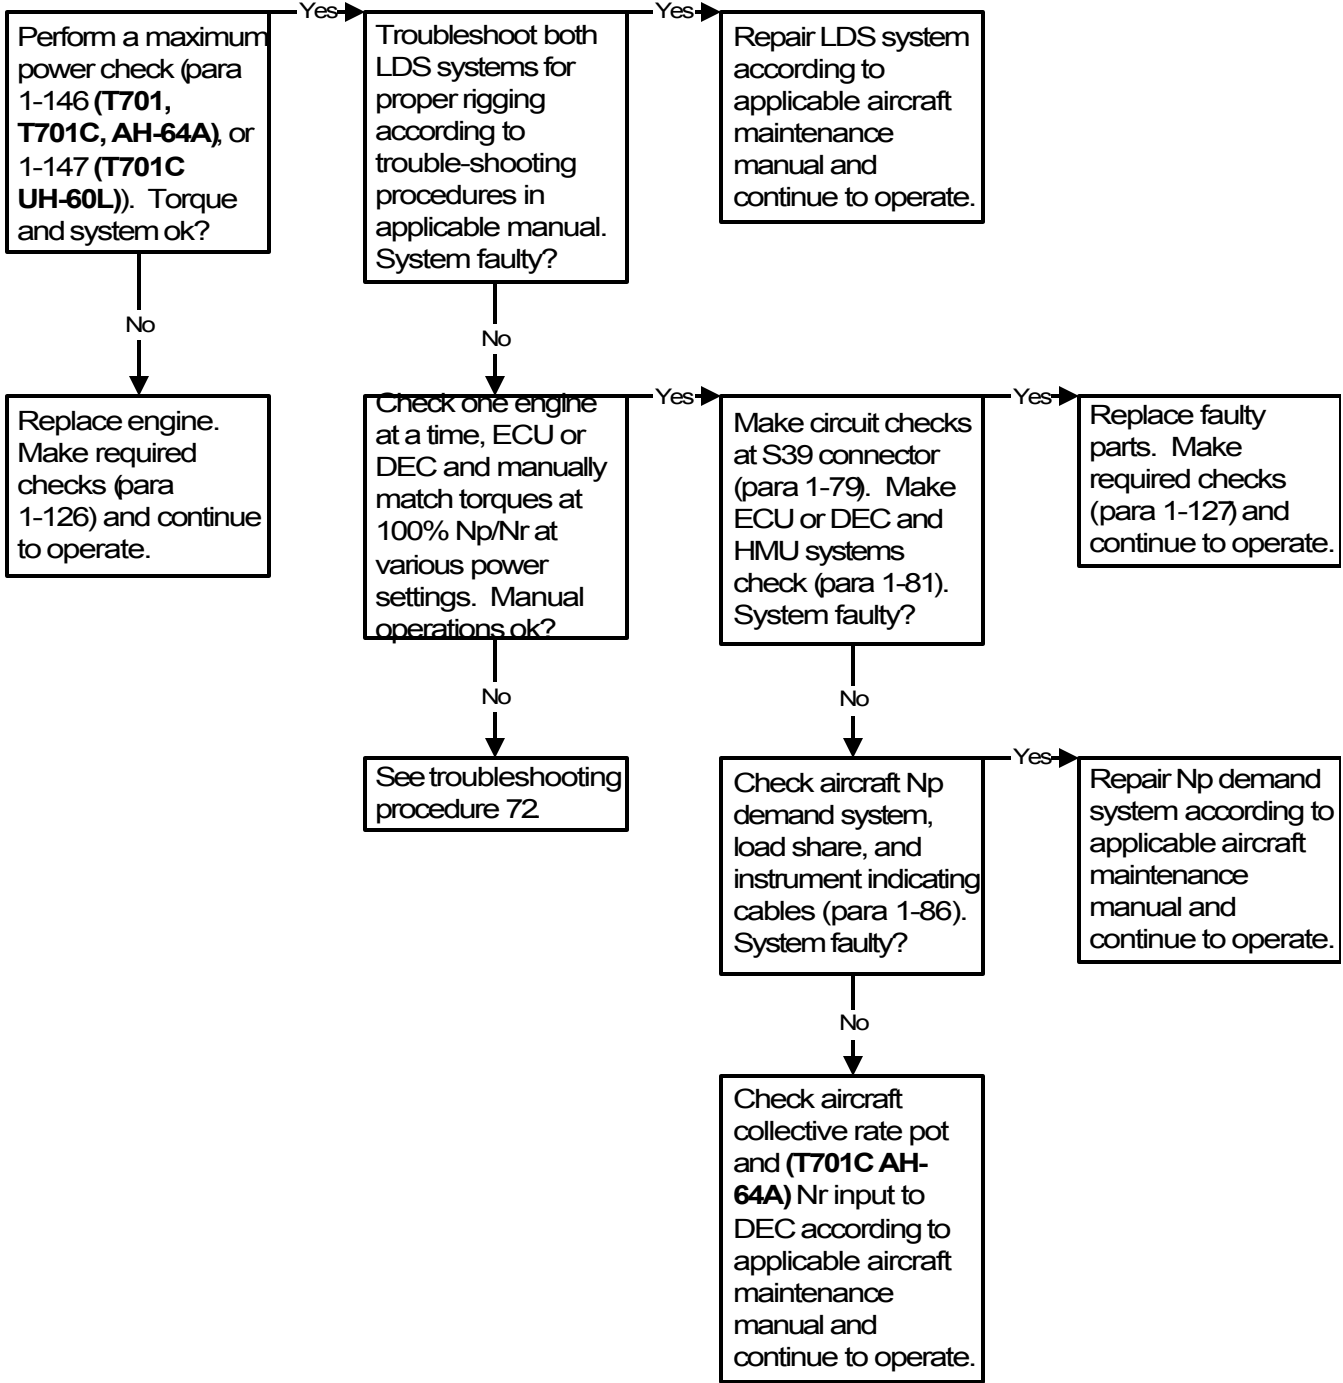 Perform a maximum
power check (para
1-146 (T701,
T701C, AH-64A), or
1-147 (T701C
UH-60L)). Torque
and system ok?
Yes
Troubleshoot both
LDS systems for
proper rigging
according to
trouble-shooting
procedures in
applicable manual.
System faulty?
Yes
Repair LDS system
according to
applicable aircraft
maintenance
manual and
continue to operate.
No
No
Replace engine.
Make required
checks (para
1-126) and continue
to operate.
Check one engine
at a time, ECU or
DEC and manually
match torques at
100% Np/Nr at
various power
settings. Manual
operations ok?
Yes
Make circuit checks
at S39 connector
(para 1-79). Make
ECU or DEC and
HMU systems
check (para 1-81).
System faulty?
Yes
Replace faulty
parts. Make
required checks
(para 1-127) and
continue to operate.
No
No
See troubleshooting
procedure 72
Check aircraft Np
demand system,
load share, and
instrument indicating
cables (para 1-86).
System faulty?
Yes
Repair Np demand
system according to
applicable aircraft
maintenance
manual and
continue to operate.
No
Check aircraft
collective rate pot
and (T701C AH-
64A) Nr input to
DEC according to
applicable aircraft
maintenance
manual and
continue to operate.